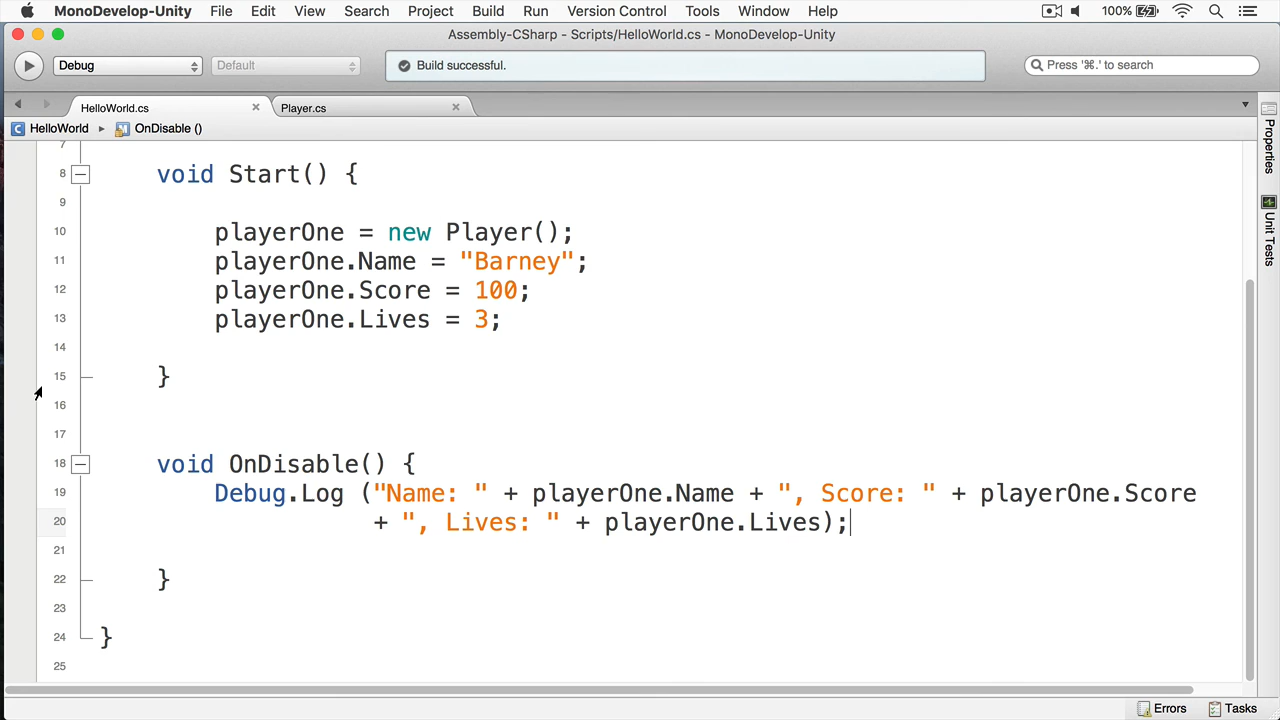 MonoDevelop-Unity File Edit View Search Project Build Run Version Control Tools Window Help 100%
Assembly-CSharp - Scripts/HelloWorld.cs - MonoDevelop-Unity
Debug Default Build successful. Press '⌘.' to search
HelloWorld.cs Player.cs
HelloWorld OnDisable ()
7
8 void Start() {
9
10 playerOne = new Player();
11 playerOne.Name = "Barney";
12 playerOne.Score = 100;
13 playerOne.Lives = 3;
14
15 }
16
17
18 void OnDisable() {
19 Debug.Log ("Name: " + playerOne.Name + ", Score: " + playerOne.Score
20 + ", Lives: " + playerOne.Lives);
21
22 }
23
24 }
25
Properties
Unit Tests
Errors Tasks